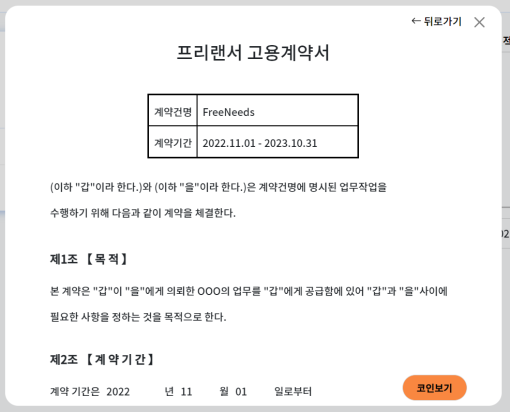 ← 뒤로가기
프리랜서 고용계약서
계약건명 FreeNeeds
계약기간 2022.11.01 - 2023.10.31
(이하 "갑"이라 한다.)와 (이하 "을"이라 한다.)은 계약건명에 명시된 업무작업을
수행하기 위해 다음과 같이 계약을 체결한다.
제1조 【 목 적 】
본 계약은 "갑"이 "을"에게 의뢰한 OOO의 업무를 "갑"에게 공급함에 있어 "갑"과 "을"사이에
필요한 사항을 정하는 것을 목적으로 한다.
제2조 【 계 약 기 간 】
계약 기간은 2022 년 11 월 01 일로부터
코인보기